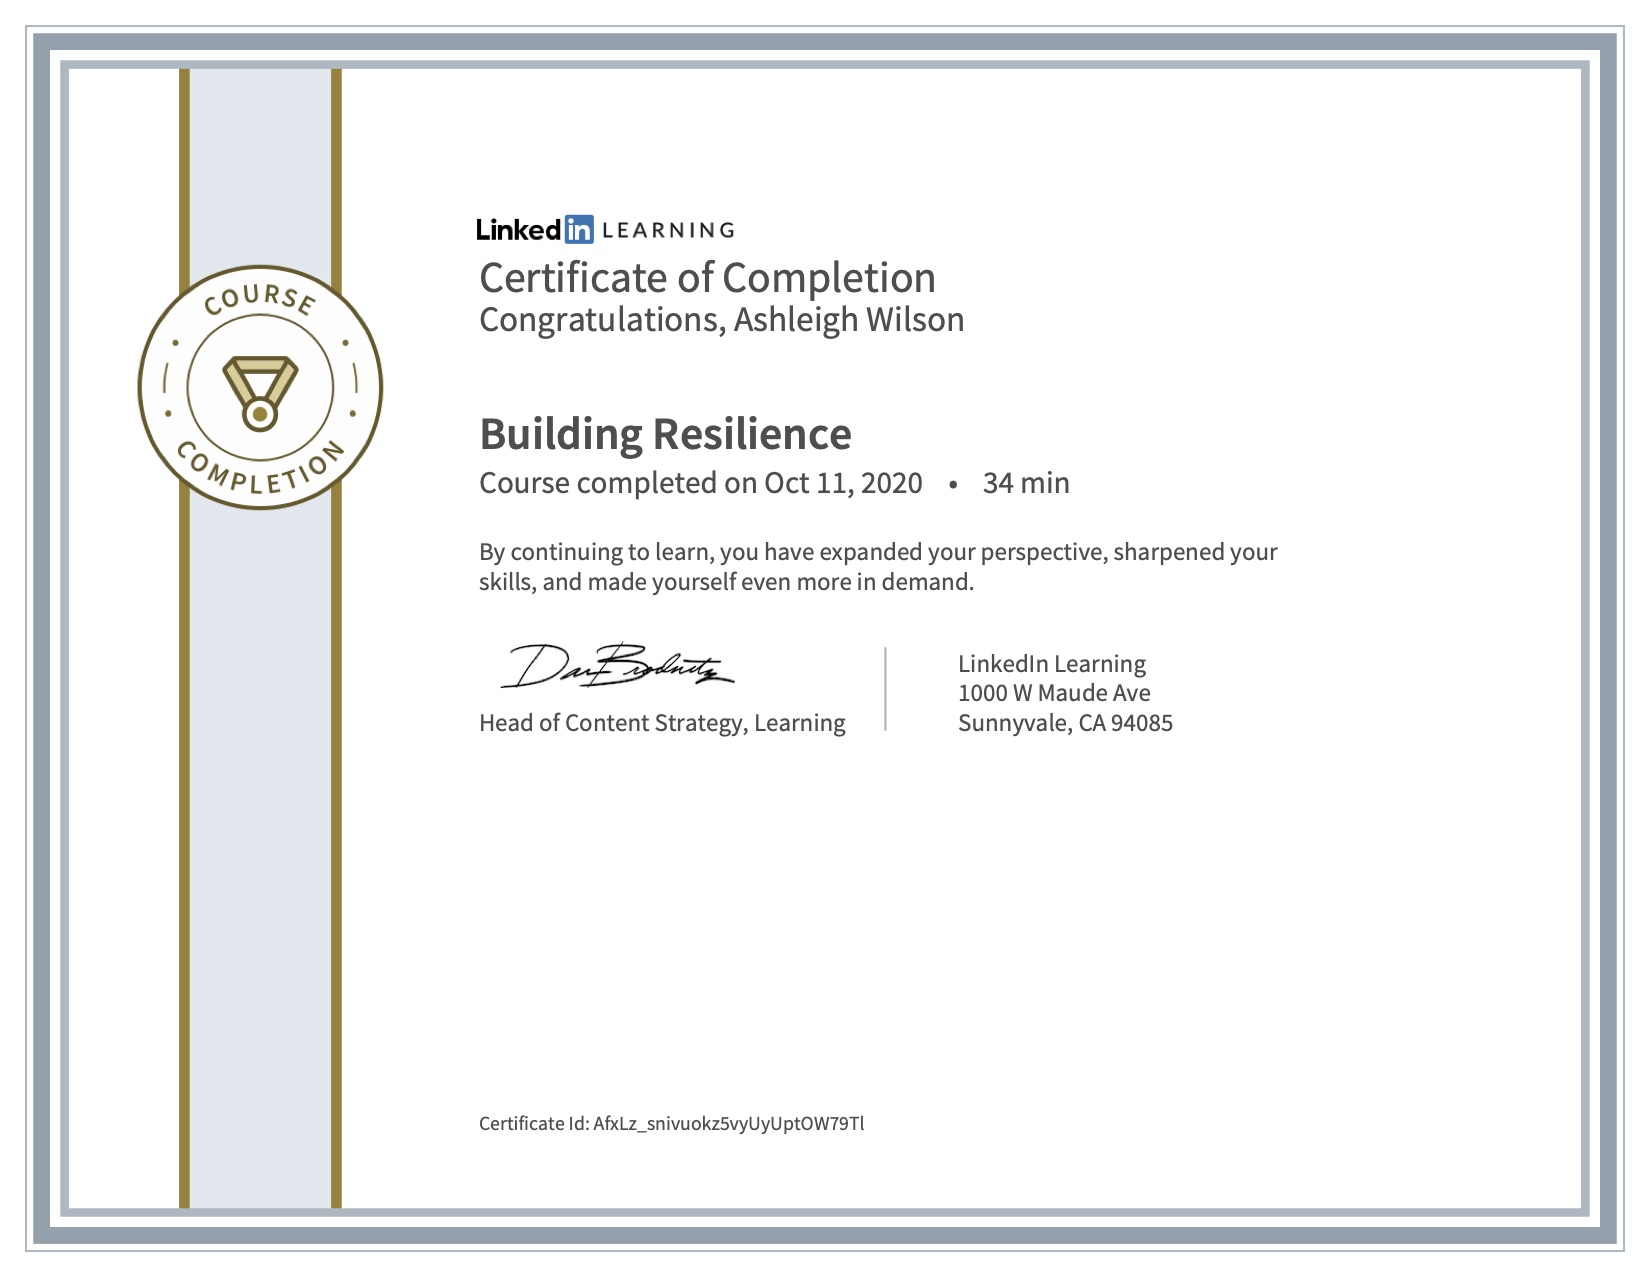 LinkedIn LEARNING
Certificate of Completion
Congratulations, Ashleigh Wilson
COURSE
COMPLETION
Building Resilience
Course completed on Oct 11, 2020 • 34 min
By continuing to learn, you have expanded your perspective, sharpened your
skills, and made yourself even more in demand.
Dan Brodnitz
Head of Content Strategy, Learning
LinkedIn Learning
1000 W Maude Ave
Sunnyvale, CA 94085
Certificate Id: AfxLz_snivuokz5vyUyUptOW79Tl